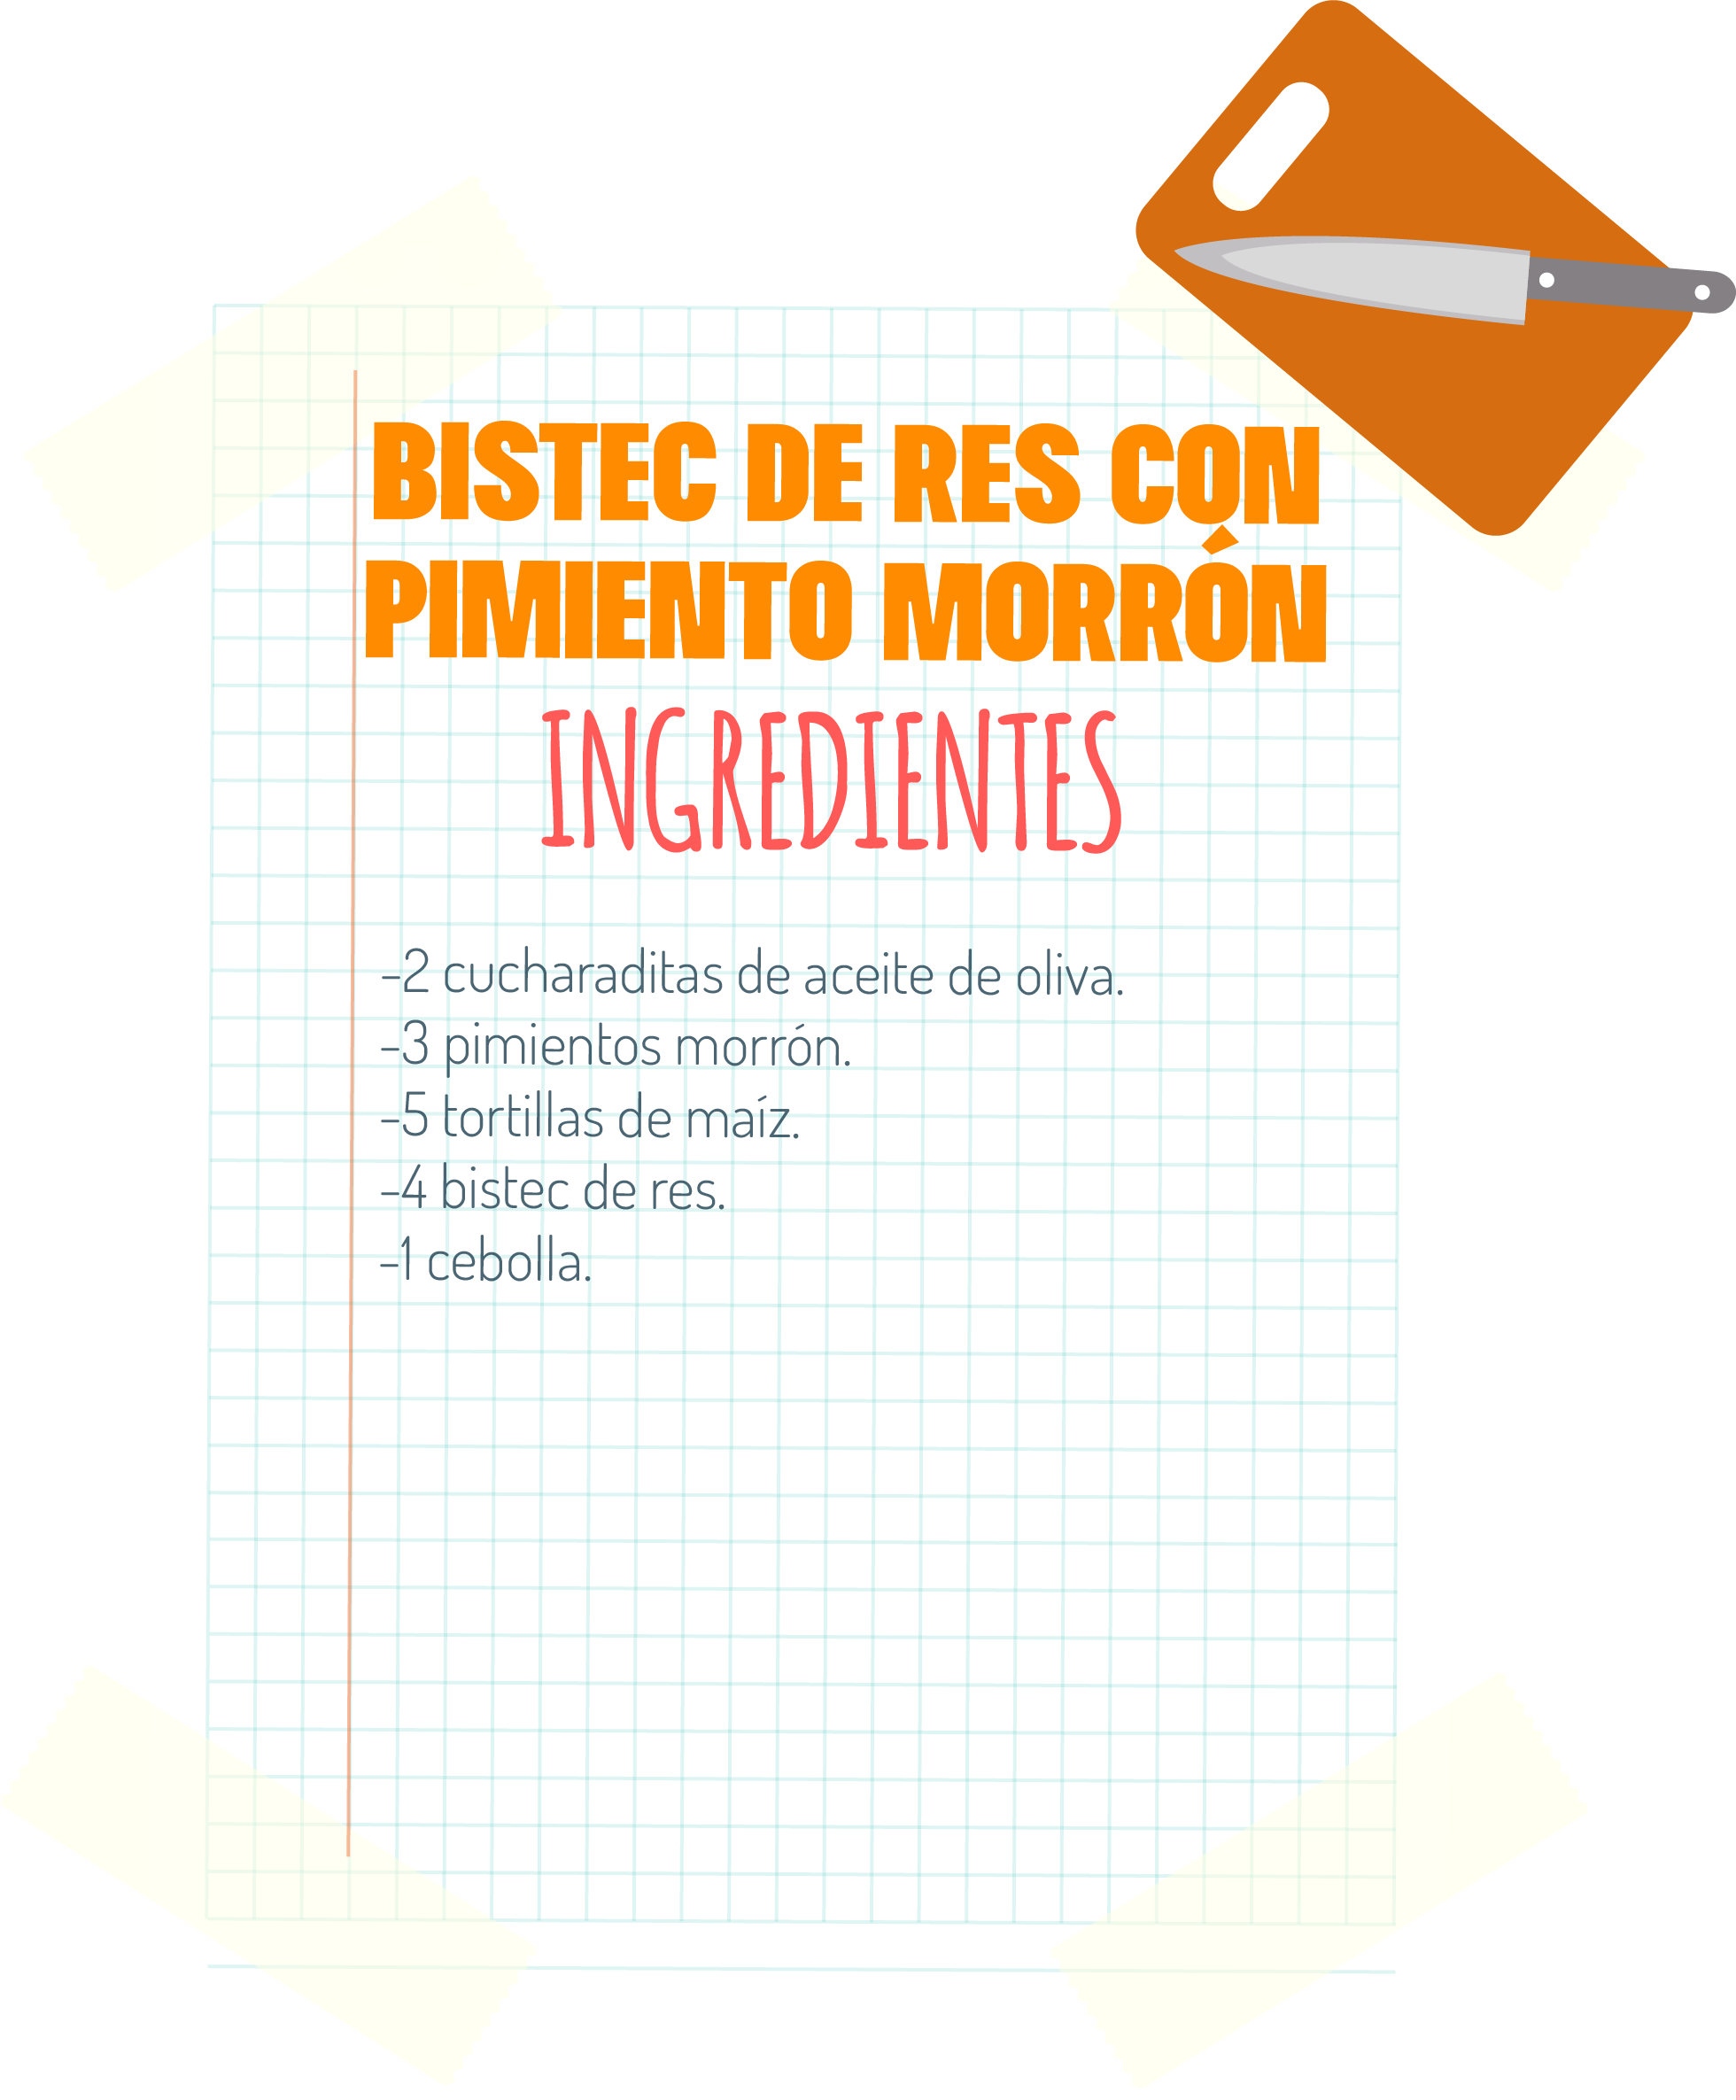 BISTEC DE RES CON
PIMIENTO MORRÓN
INGREDIENTES
-2 cucharaditas de aceite de oliva.
-3 pimientos morrón.
-5 tortillas de maíz.
-4 bistec de res.
-1 cebolla.